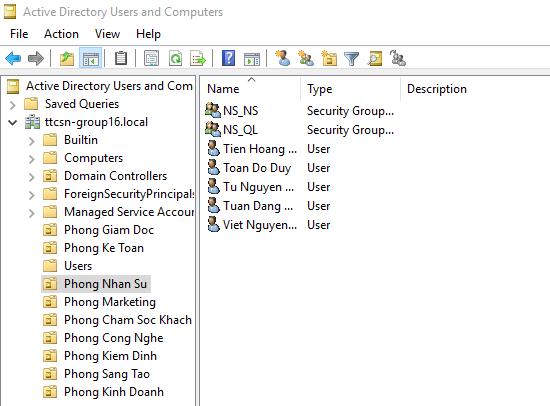 Active Directory Users and Computers
File Action View Help
Active Directory Users and Com
Saved Queries
ttcsn-group16.local
Builtin
Computers
Domain Controllers
ForeignSecurityPrincipals
Managed Service Accour
Phong Giam Doc
Phong Ke Toan
Users
Phong Nhan Su
Phong Marketing
Phong Cham Soc Khach
Phong Cong Nghe
Phong Kiem Dinh
Phong Sang Tao
Phong Kinh Doanh
Name Type Description
NS_NS Security Group...
NS_QL Security Group...
Tien Hoang ... User
Toan Do Duy User
Tu Nguyen ... User
Tuan Dang ... User
Viet Nguyen... User